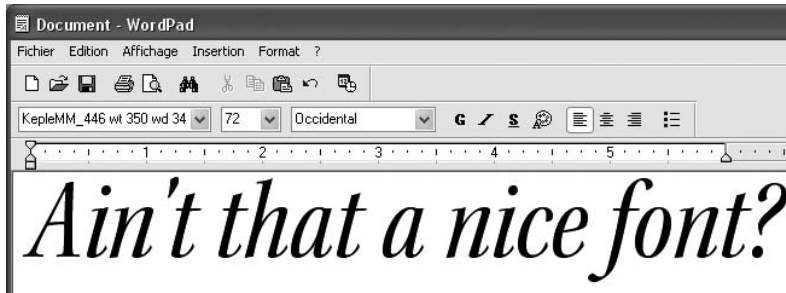 Document - WordPad
Fichier Edition Affichage Insertion Format ?
KepleMM_446 wt 350 wd 34 72 Occidental G I S
1 2 3 4 5
Ain't that a nice font?